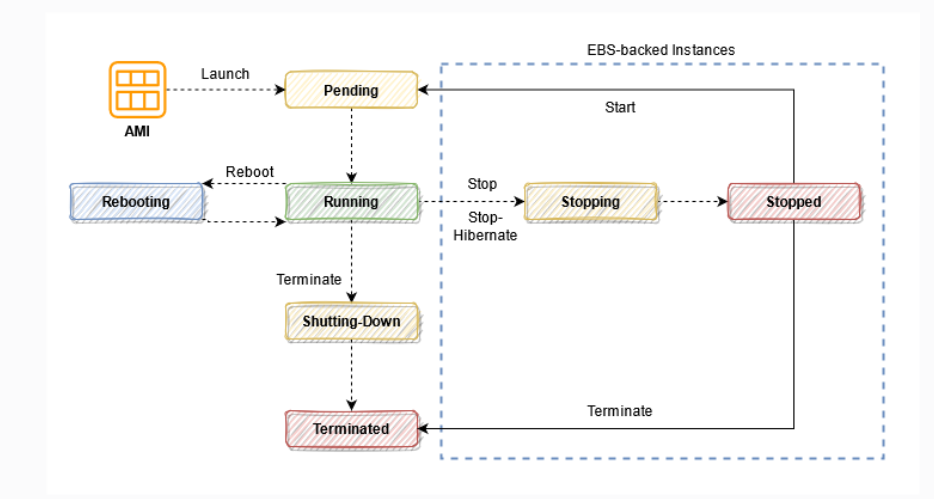 EBS-backed Instances
Launch
Pending
Start
AMI
Reboot
Rebooting
Running
Stop
Stop-
Hibernate
Stopping
Stopped
Terminate
Shutting-Down
Terminate
Terminated